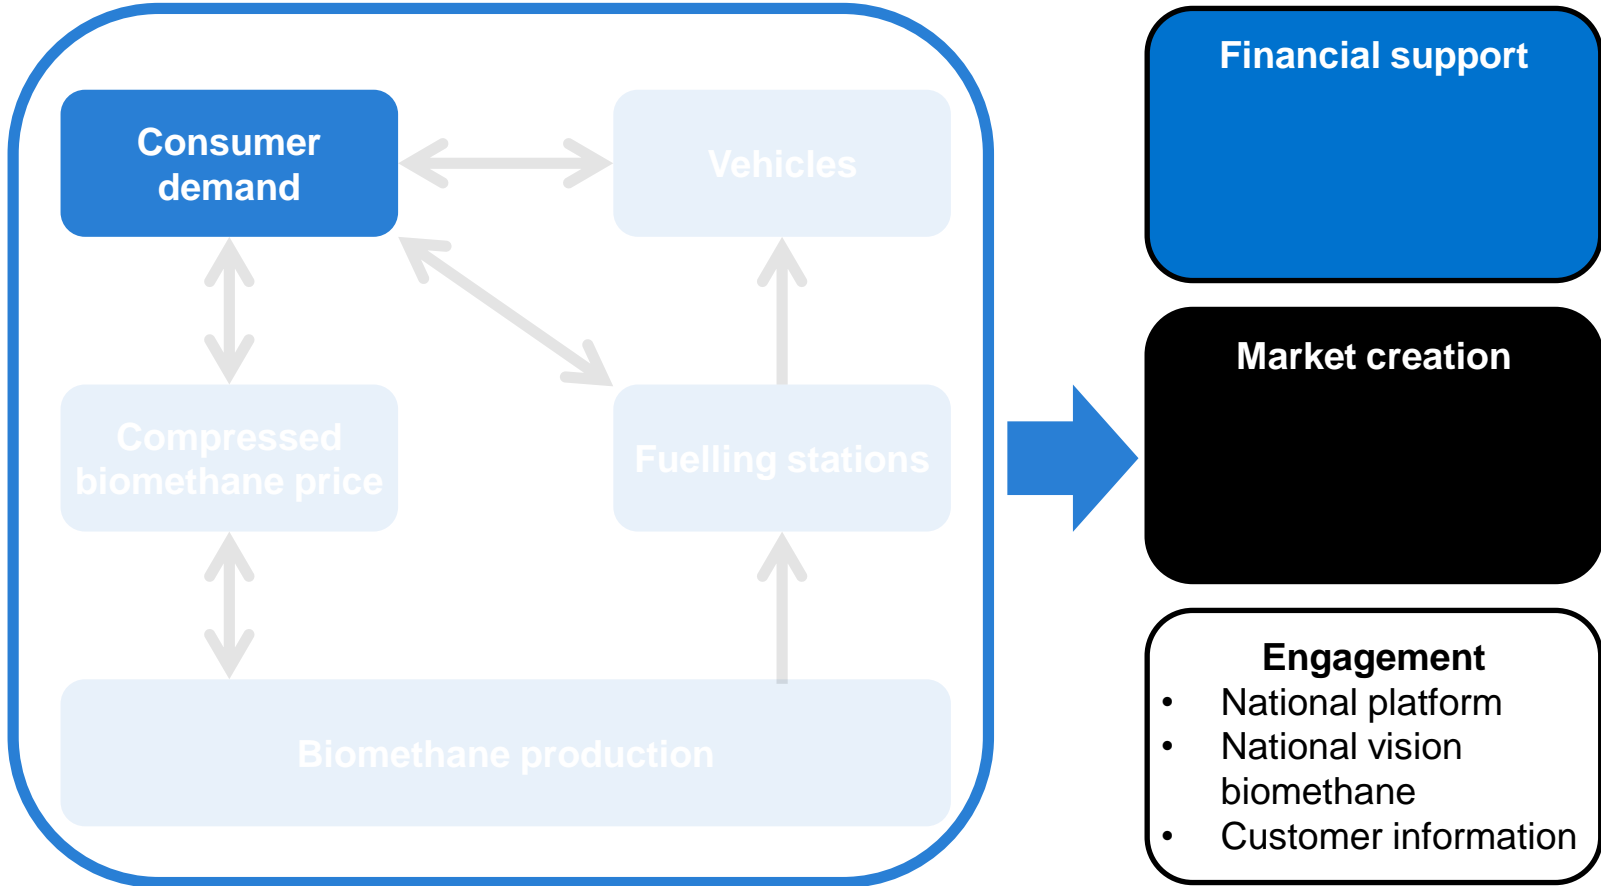 Consumer
demand
Vehicles
Compressed
biomethane price
Fuelling stations
Biomethane production
Financial support
Market creation
Engagement
• National platform
• National vision
biomethane
• Customer information